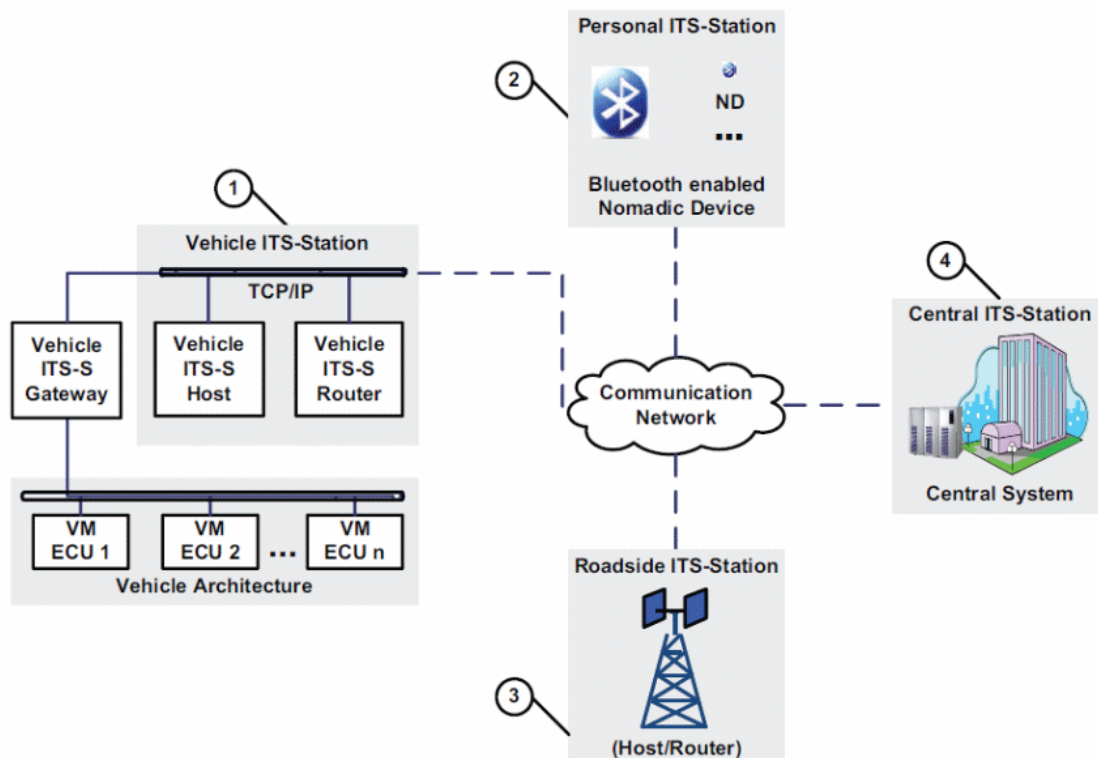 Personal ITS-Station
2
ND
...
Bluetooth enabled
Nomadic Device
1
Vehicle ITS-Station
TCP/IP
Vehicle
ITS-S
Gateway
Vehicle
ITS-S
Host
Vehicle
ITS-S
Router
4
Central ITS-Station
Communication
Network
Central System
VM
ECU 1
VM
ECU 2
...
VM
ECU n
Vehicle Architecture
Roadside ITS-Station
3
(Host/Router)